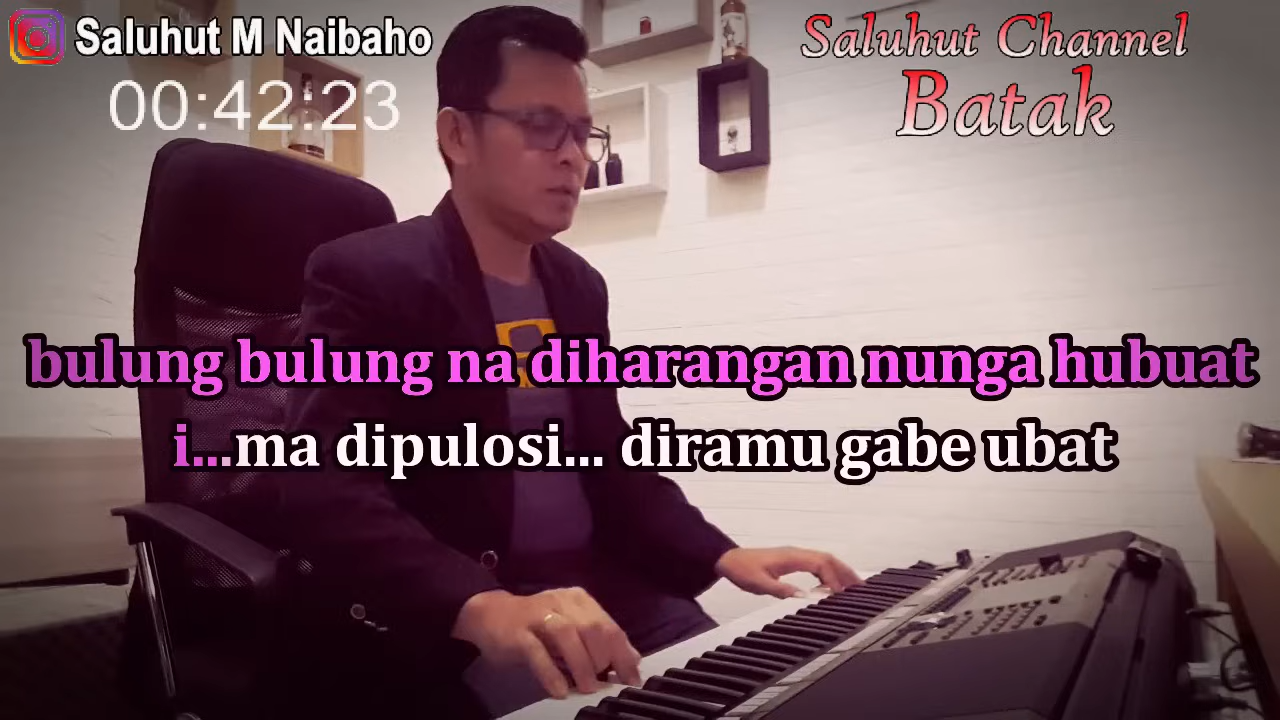 Saluhut M Naibaho
00:42:23
Saluhut Channel
Batak
bulung bulung na diharangan nunga hubuat
i...ma dipulosi... diramu gabe ubat